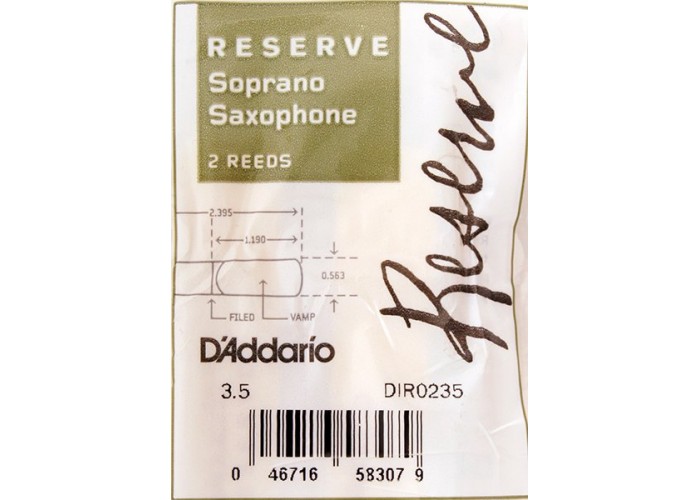 RESERVE
Soprano
Saxophone
2 REEDS
Reserve
2.395
1.190
0.563
FILED
VAMP
D'Addario
3.5 DIR0235
0 46716 58307 9